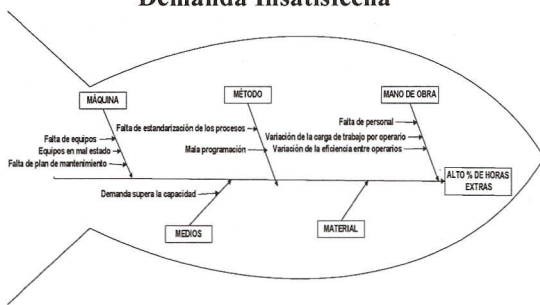 Demanda Insatisfecha
MÁQUINA
MÉTODO
MANO DE OBRA
Falta de equipos
Equipos en mal estado
Falta de plan de mantenimiento
Falta de estandarización de los procesos
Mala programación
Falta de personal
Variación de la carga de trabajo por operario
Variación de la eficiencia entre operarios
ALTO % DE HORAS
EXTRAS
Demanda supera la capacidad
MEDIOS
MATERIAL